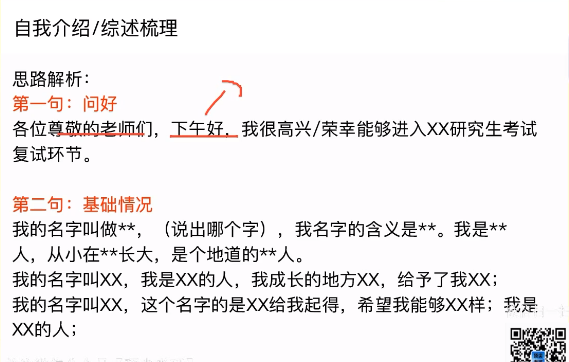 自我介绍/综述梳理
思路解析：
第一句：问好
各位尊敬的老师们，下午好，我很高兴/荣幸能够进入XX研究生考试
复试环节。
第二句：基础情况
我的名字叫做**，（说出哪个字），我名字的含义是**。我是**
人，从小在**长大，是个地道的**人。
我的名字叫XX，我是XX的人，我成长的地方XX，给予了我XX；
我的名字叫XX，这个名字的是XX给我起得，希望我能够XX样；我是
XX的人；